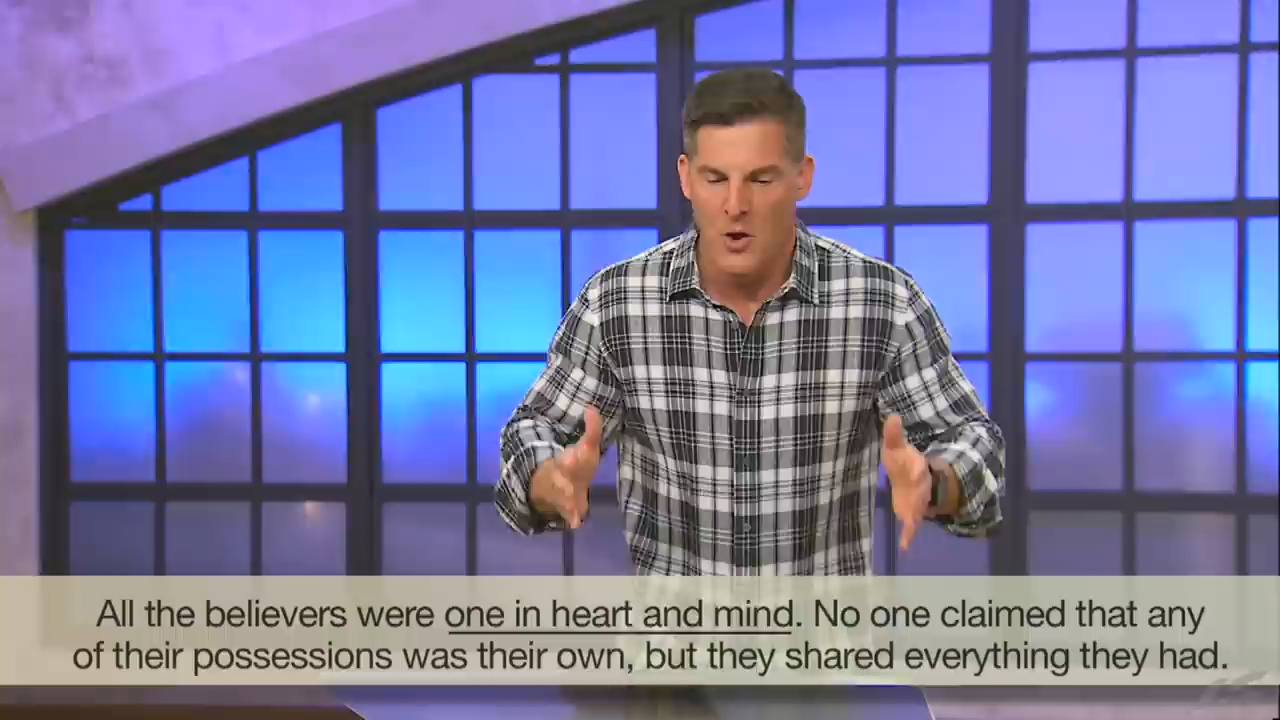 All the believers were one in heart and mind. No one claimed that any
of their possessions was their own, but they shared everything they had.